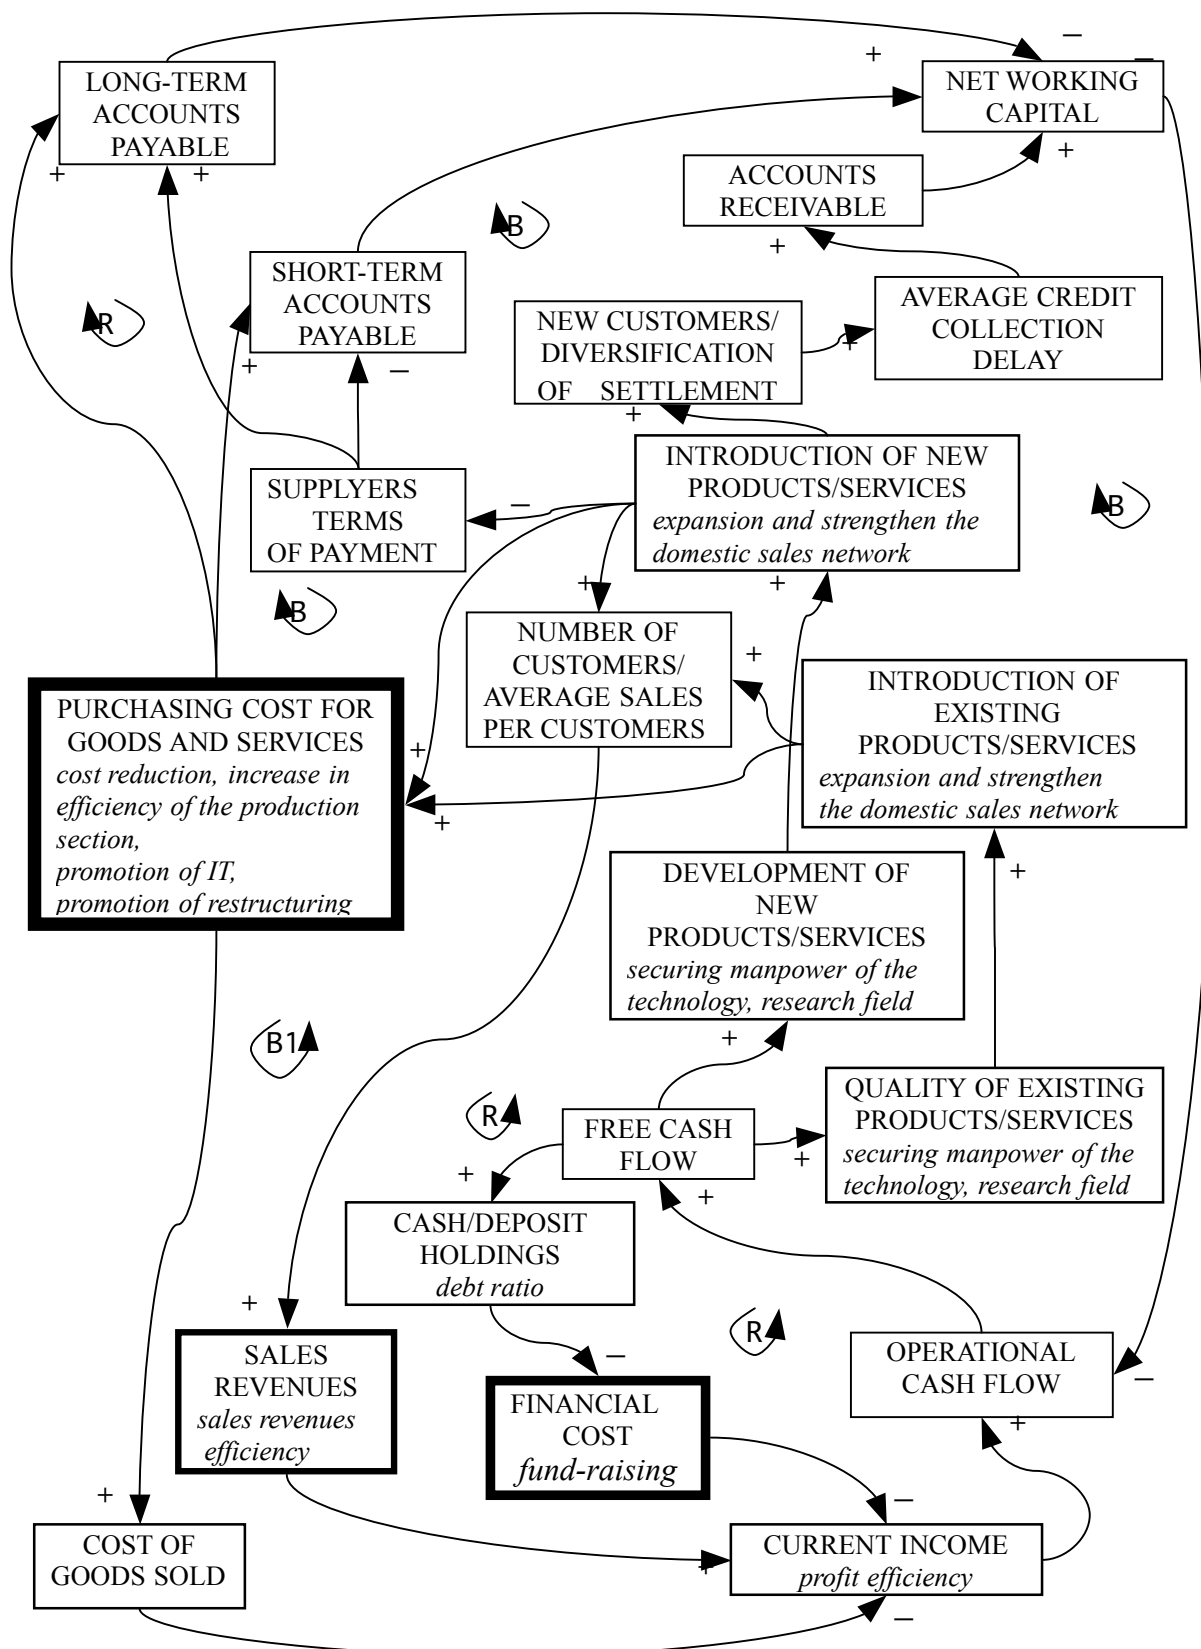 −
+
−
LONG-TERM
ACCOUNTS
PAYABLE
NET WORKING
CAPITAL
+
+
+
ACCOUNTS
RECEIVABLE
B
+
SHORT-TERM
ACCOUNTS
PAYABLE
AVERAGE CREDIT
COLLECTION
DELAY
R
NEW CUSTOMERS/
DIVERSIFICATION
OF SETTLEMENT
+
+
−
+
INTRODUCTION OF NEW
PRODUCTS/SERVICES
expansion and strengthen the
domestic sales network
SUPPLYERS
TERMS
OF PAYMENT
−
B
+
+
B
NUMBER OF
CUSTOMERS/
AVERAGE SALES
PER CUSTOMERS
+
INTRODUCTION OF
EXISTING
PRODUCTS/SERVICES
expansion and strengthen
the domestic sales network
PURCHASING COST FOR
GOODS AND SERVICES
cost reduction, increase in
efficiency of the production
section,
promotion of IT,
promotion of restructuring
+
+
+
DEVELOPMENT OF
NEW
PRODUCTS/SERVICES
securing manpower of the
technology, research field
B1
+
R
FREE CASH
FLOW
QUALITY OF EXISTING
PRODUCTS/SERVICES
securing manpower of the
technology, research field
+
+
+
CASH/DEPOSIT
HOLDINGS
debt ratio
+
R
SALES
REVENUES
sales revenues
efficiency
−
OPERATIONAL
CASH FLOW
−
+
FINANCIAL
COST
fund-raising
+
−
COST OF
GOODS SOLD
CURRENT INCOME
profit efficiency
+
−